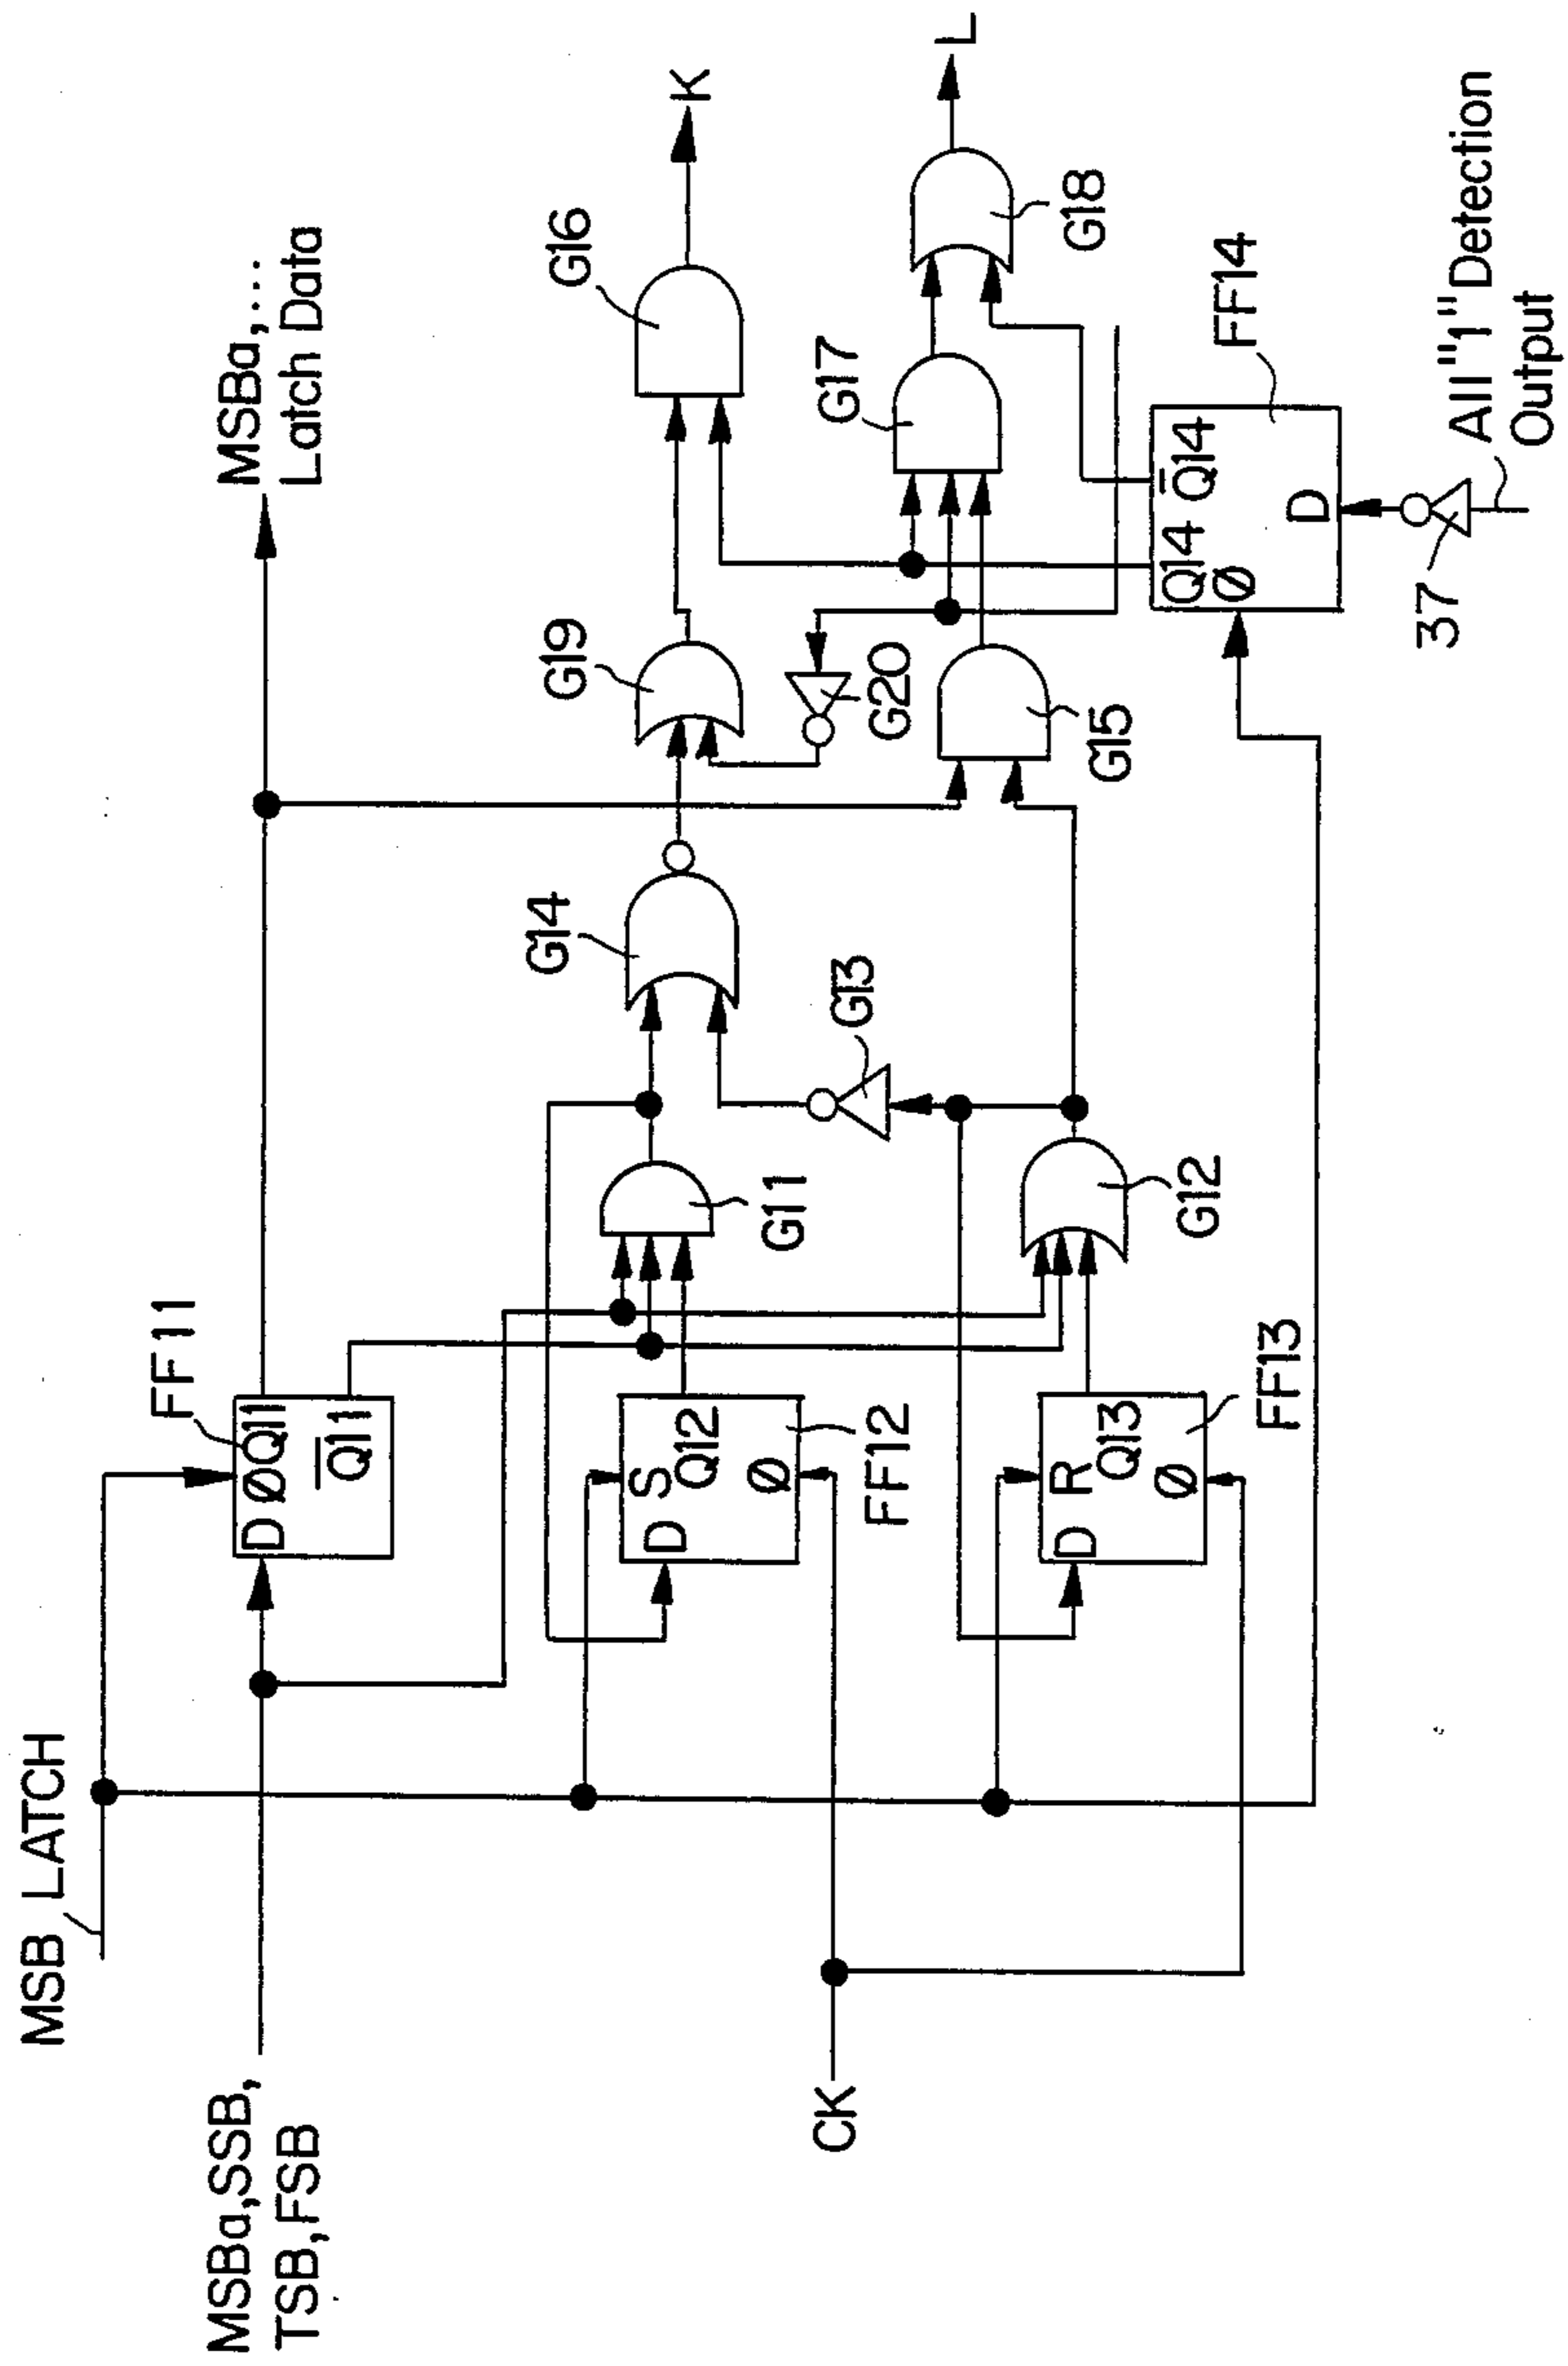 MSB LATCH
MSBa,SSB,
TSB,FSB
CK
FF11
D Ø Q11
Q̅11
MSBa,...
Latch Data
S
D Q12
Ø
FF12
R
D Q13
Ø
FF13
G11
G12
G13
G14
G15
G19
G20
G16
K
G17
G18
L
Q14 Q̅14
Ø
D
FF14
37
All "1" Detection
Output